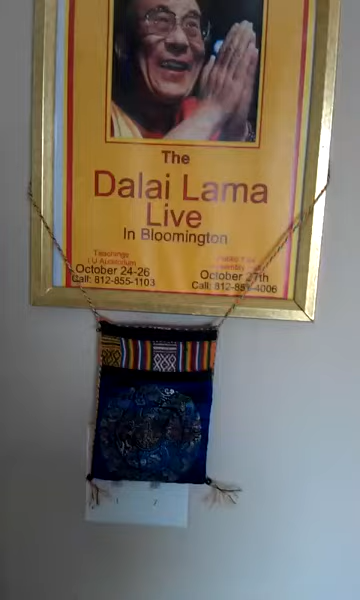 The
Dalai Lama
Live
In Bloomington
Teachings
I U Auditorium
October 24-26
Call: 812-855-1103
October 27th
Call: 812-855-4006